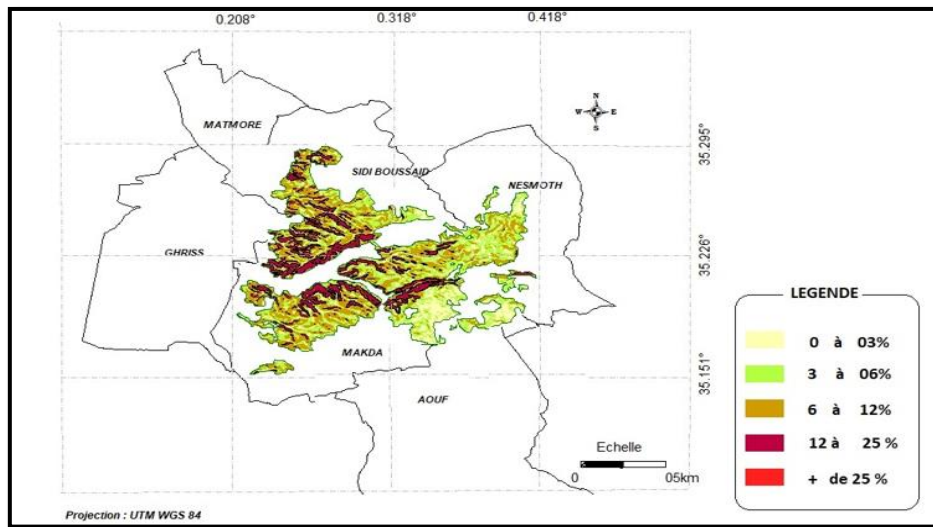 0.208° 0.318° 0.418°
N
W E
S
MATMORE
35.295°
SIDI BOUSSAID
NESMOTH
GHRISS
35.226°
LEGENDE
0 à 03%
3 à 06%
6 à 12%
12 à 25 %
+ de 25 %
MAKDA
35.151°
AOUF
Echelle
0 05km
Projection : UTM WGS 84